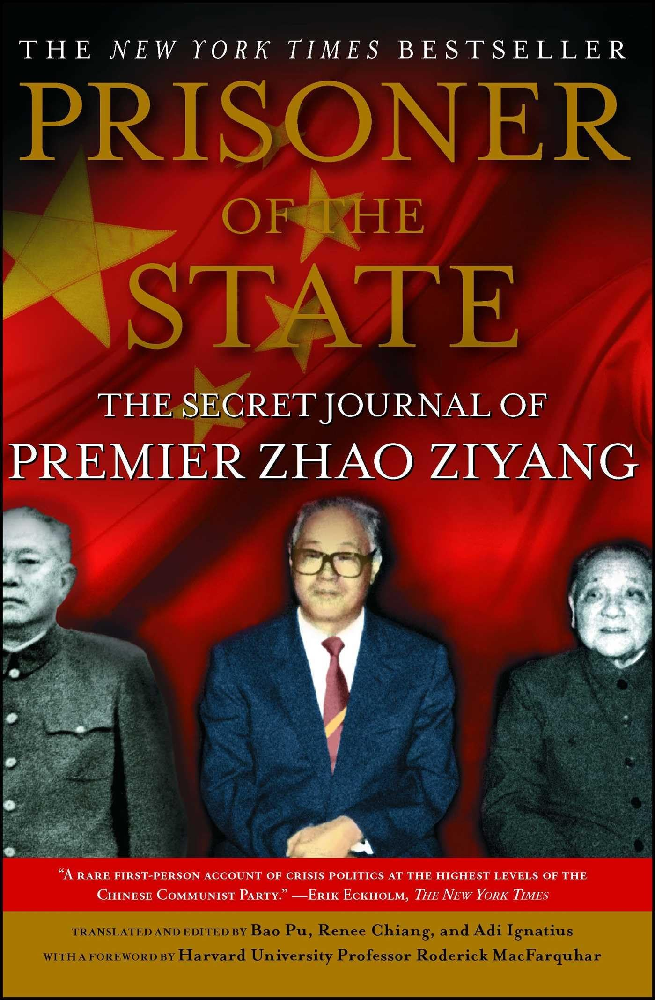 THE NEW YORK TIMES BESTSELLER
PRISONER
OF THE
STATE
THE SECRET JOURNAL OF
PREMIER ZHAO ZIYANG
“A RARE FIRST-PERSON ACCOUNT OF CRISIS POLITICS AT THE HIGHEST LEVELS OF THE
CHINESE COMMUNIST PARTY.” —ERIK ECKHOLM, THE NEW YORK TIMES
TRANSLATED AND EDITED BY Bao Pu, Renee Chiang, and Adi Ignatius
WITH A FOREWORD BY Harvard University Professor Roderick MacFarquhar